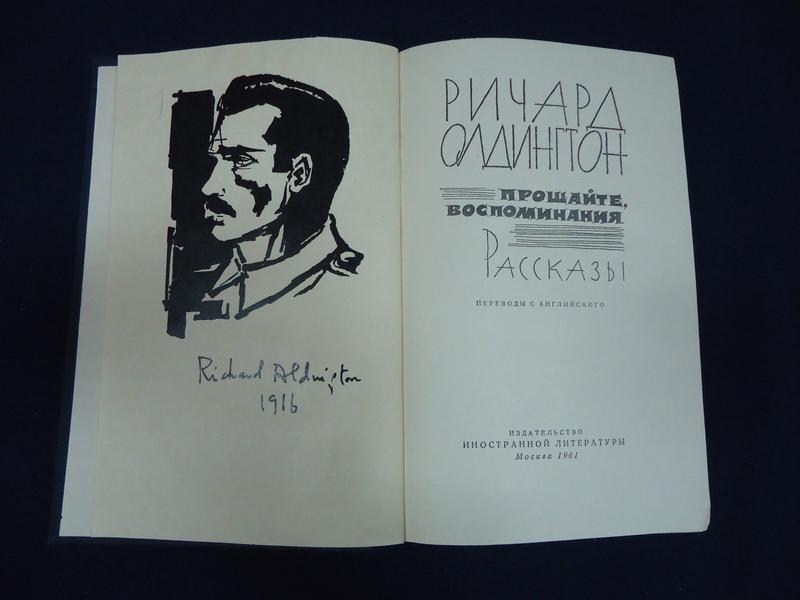 Richard Aldington
1916
РИЧАРД
ОЛДИНГТОН
ПРОЩАЙТЕ,
ВОСПОМИНАНИЯ
РАССКАЗЫ
ПЕРЕВОДЫ С АНГЛИЙСКОГО
ИЗДАТЕЛЬСТВО
ИНОСТРАННОЙ ЛИТЕРАТУРЫ
Москва 1961